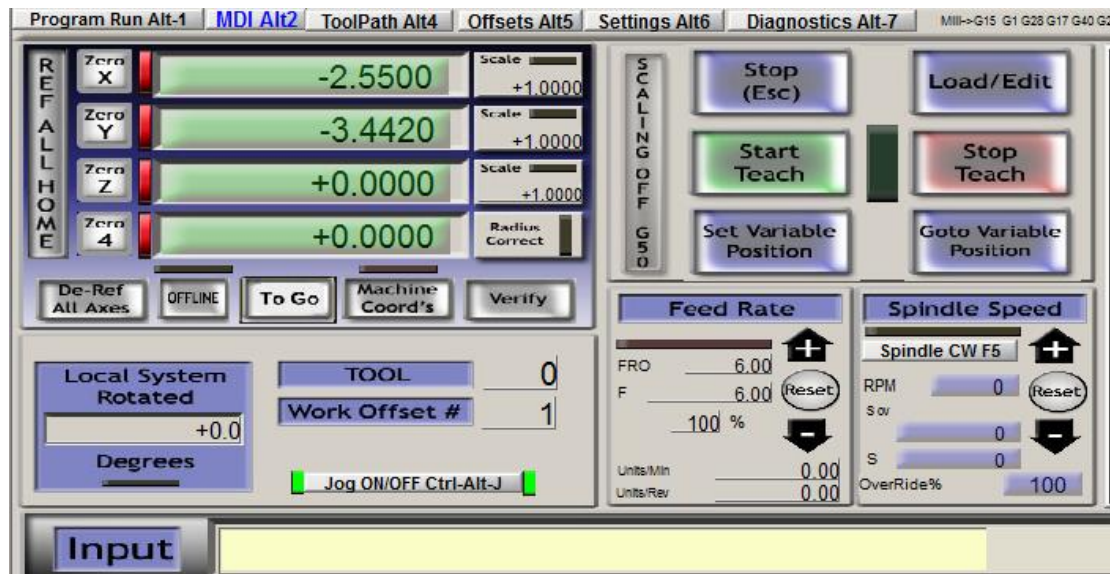 Program Run Alt-1 MDI Alt2 ToolPath Alt4 Offsets Alt5 Settings Alt6 Diagnostics Alt-7 Mill->G15 G1 G28 G17 G40
REF ALL HOME
Zero X -2.5500 Scale +1.0000
Zero Y -3.4420 Scale +1.0000
Zero Z +0.0000 Scale +1.0000
Zero 4 +0.0000 Radius Correct
De-Ref All Axes OFFLINE To Go Machine Coord's Verify
SCALING OFF G50
Stop (Esc) Load/Edit
Start Teach Stop Teach
Set Variable Position Goto Variable Position
Local System Rotated
+0.0
Degrees
TOOL 0
Work Offset # 1
Jog ON/OFF Ctrl-Alt-J
Feed Rate
FRO 6.00
F 6.00 Reset
100 %
Units/Min 0.00
Units/Rev 0.00
Spindle Speed
Spindle CW F5
RPM 0 Reset
Sov 0
S 0
OverRide% 100
Input